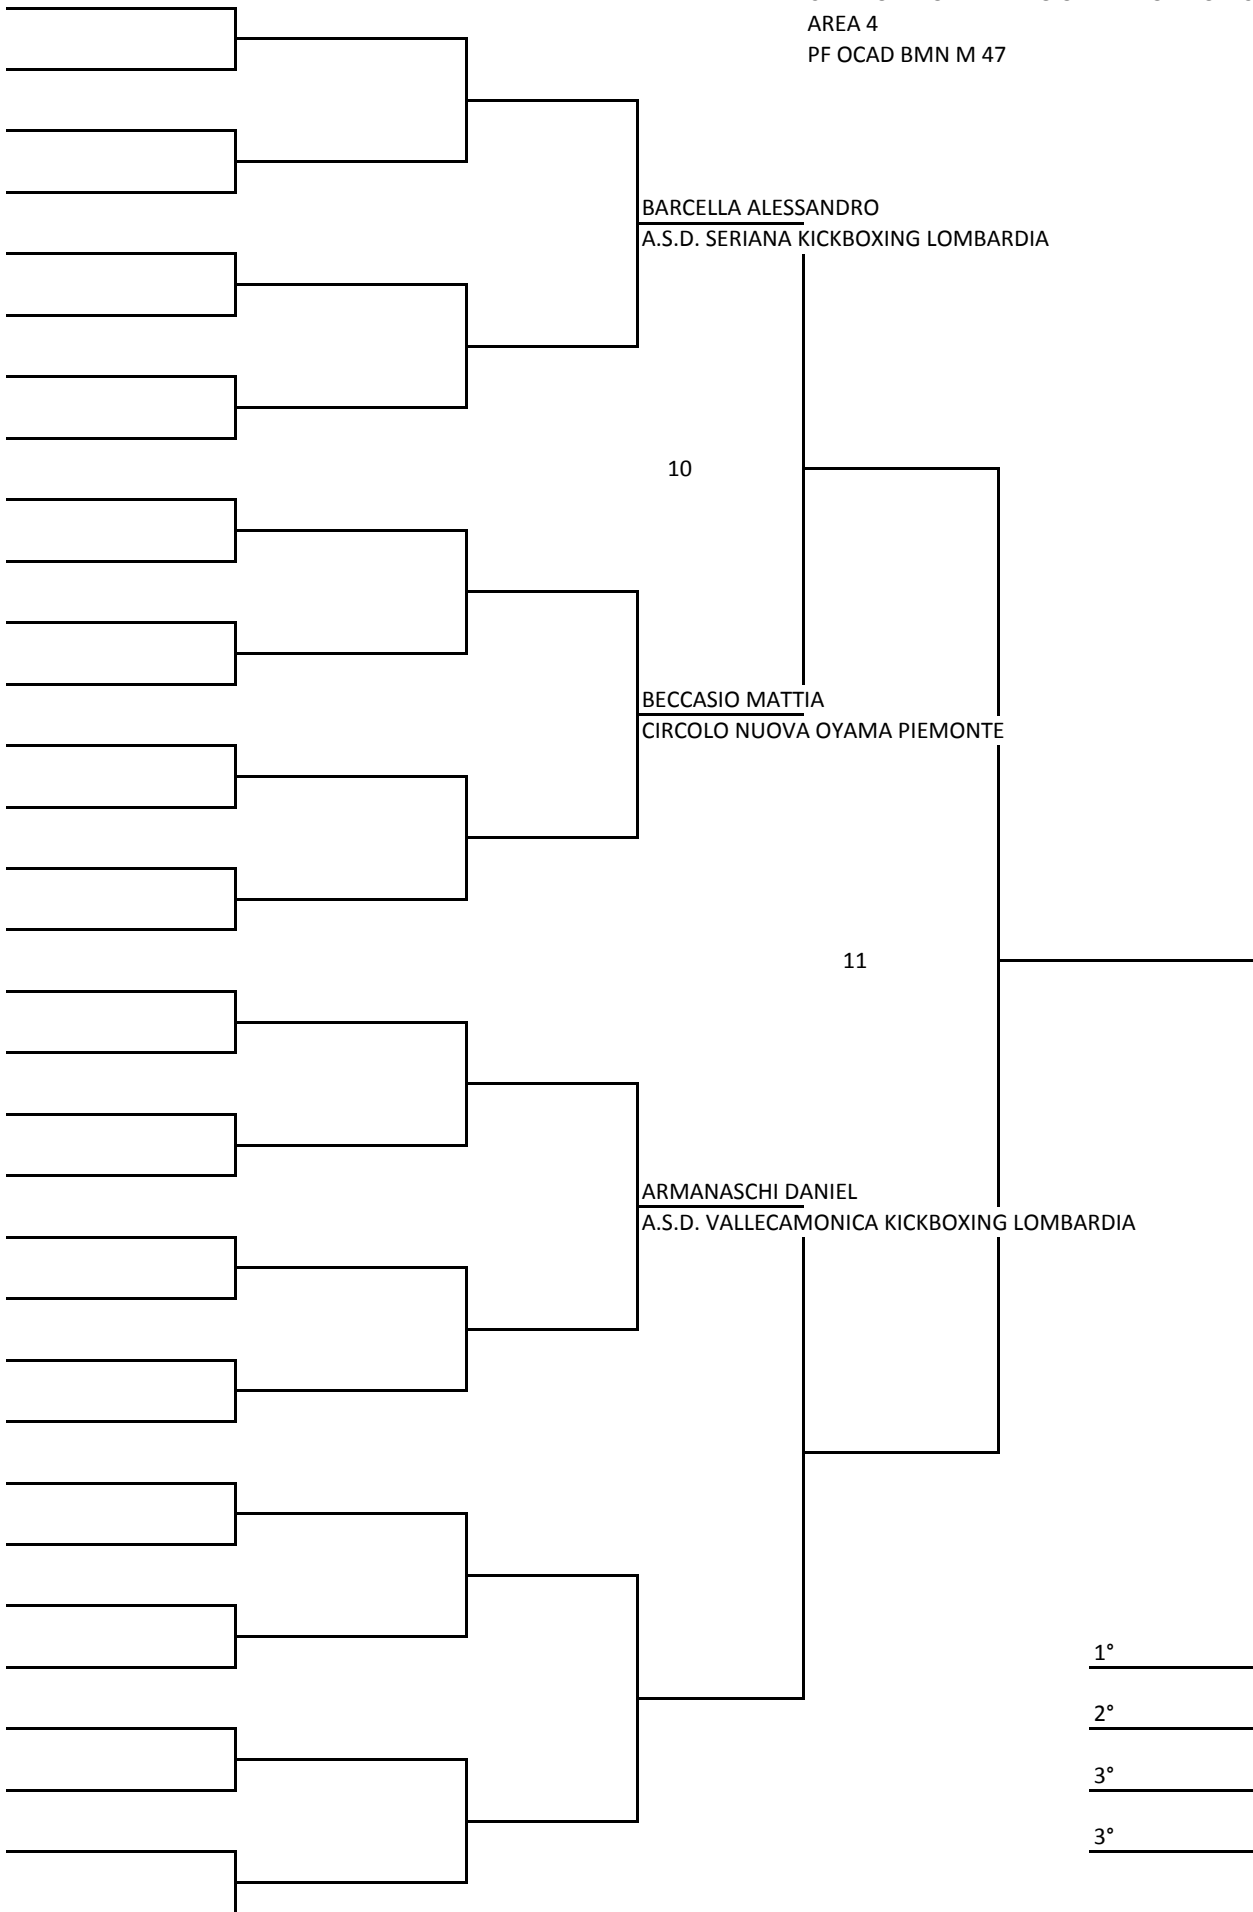 AREA 4
PF OCAD BMN M 47
BARCELLA ALESSANDRO
A.S.D. SERIANA KICKBOXING LOMBARDIA
10
BECCASIO MATTIA
CIRCOLO NUOVA OYAMA PIEMONTE
11
ARMANASCHI DANIEL
A.S.D. VALLECAMONICA KICKBOXING LOMBARDIA
1°
2°
3°
3°